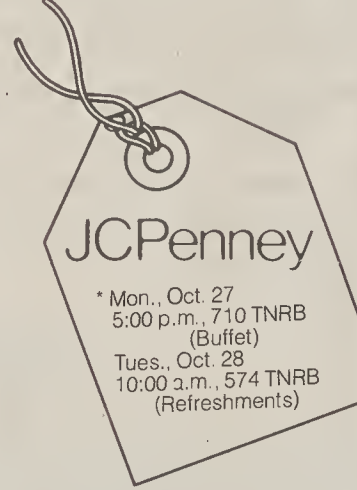 JCPenney
* Mon., Oct. 27
5:00 p.m., 710 TNRB
(Buffet)
Tues., Oct. 28
10:00 a.m., 574 TNRB
(Refreshments)